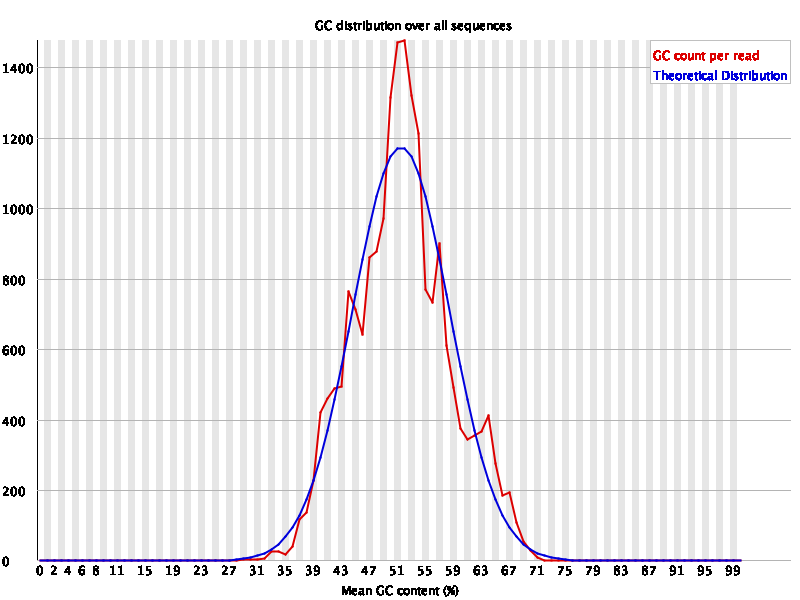 GC distribution over all sequences
GC count per read
Theoretical Distribution
1400
1200
1000
800
600
400
200
0
0 2 4 6 8 11 15 19 23 27 31 35 39 43 47 51 55 59 63 67 71 75 79 83 87 91 95 99
Mean GC content (%)